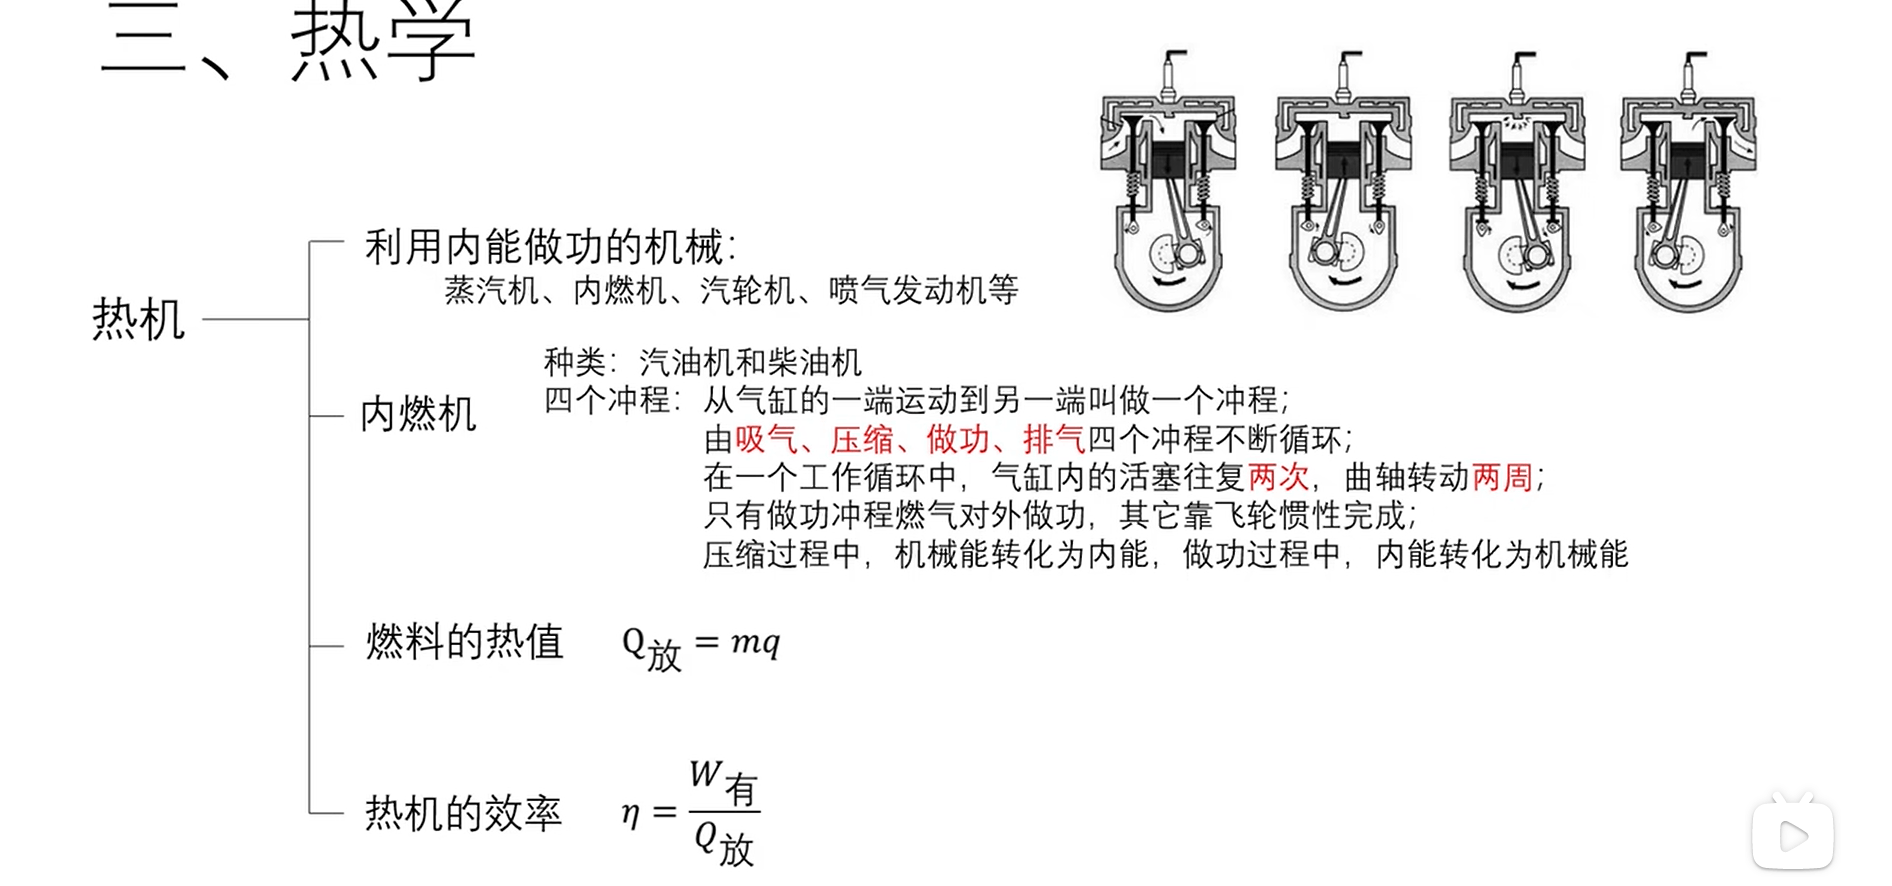 三、热学
利用内能做功的机械：
蒸汽机、内燃机、汽轮机、喷气发动机等
热机
种类：汽油机和柴油机
四个冲程：从气缸的一端运动到另一端叫做一个冲程；
由吸气、压缩、做功、排气四个冲程不断循环；
内燃机
在一个工作循环中，气缸内的活塞往复两次，曲轴转动两周；
只有做功冲程燃气对外做功，其它靠飞轮惯性完成；
压缩过程中，机械能转化为内能，做功过程中，内能转化为机械能
燃料的热值 Q放 = mq
热机的效率 η = W有/Q放